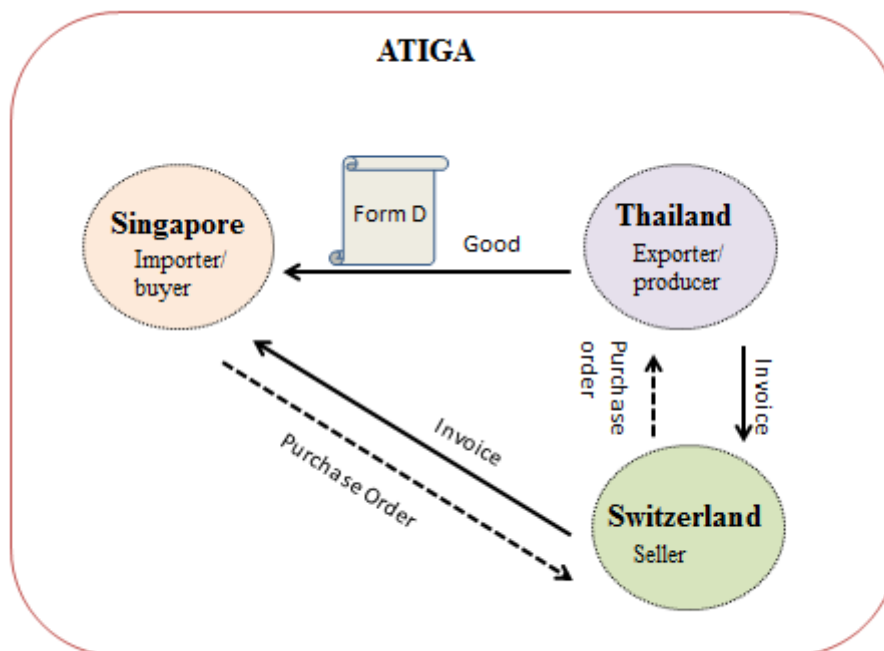 ATIGA
Singapore
Importer/
buyer
Form D
Good
Thailand
Exporter/
producer
Purchase
order
Invoice
Invoice
Purchase Order
Switzerland
Seller